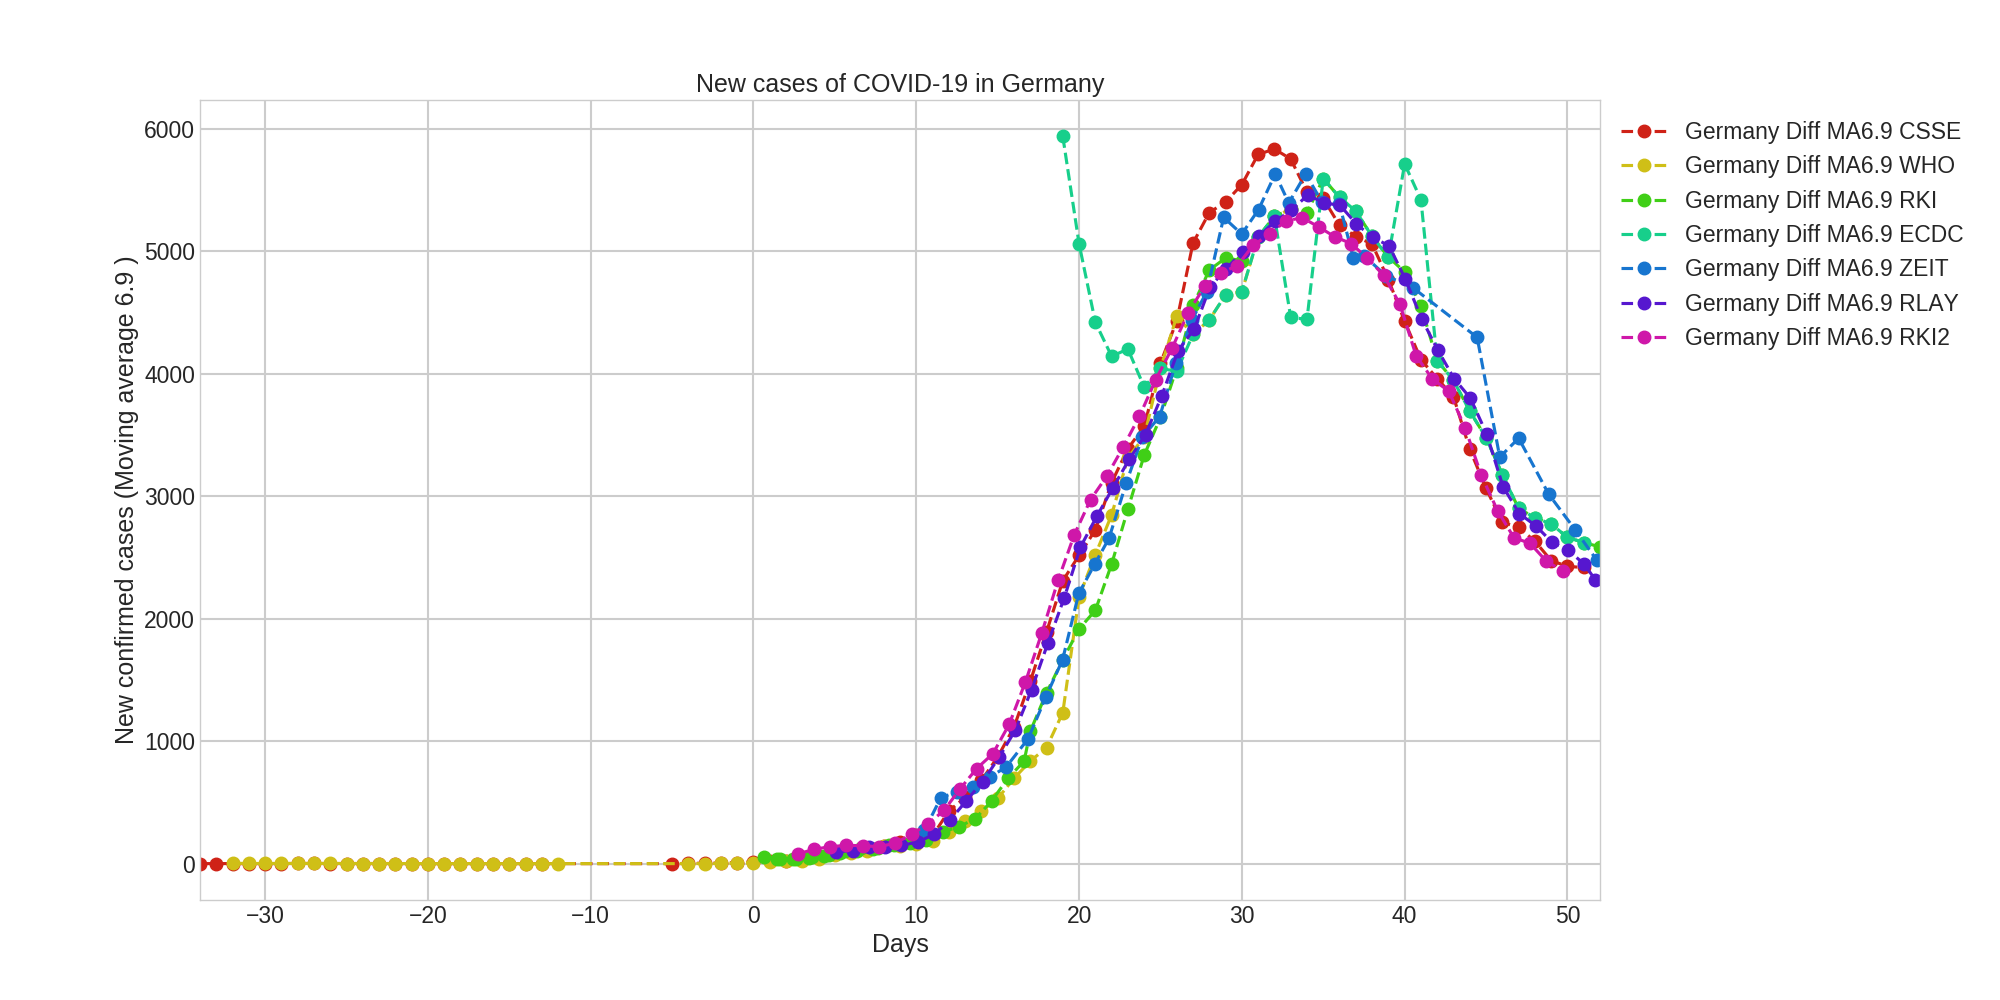 New cases of COVID-19 in Germany
New confirmed cases (Moving average 6.9 )
6000
5000
4000
3000
2000
1000
0
−30
−20
−10
0
10
20
30
40
50
Days
Germany Diff MA6.9 CSSE
Germany Diff MA6.9 WHO
Germany Diff MA6.9 RKI
Germany Diff MA6.9 ECDC
Germany Diff MA6.9 ZEIT
Germany Diff MA6.9 RLAY
Germany Diff MA6.9 RKI2